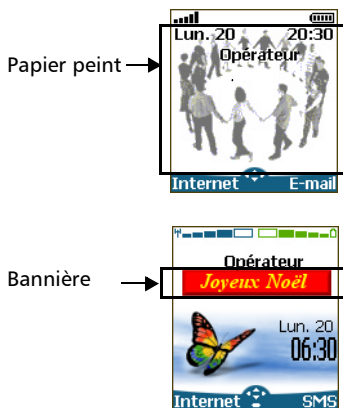 Lun. 20 20:30
Opérateur
Papier peint
Internet E-mail
Opérateur
Bannière
Joyeux Noël
Lun. 20
06:30
Internet SMS